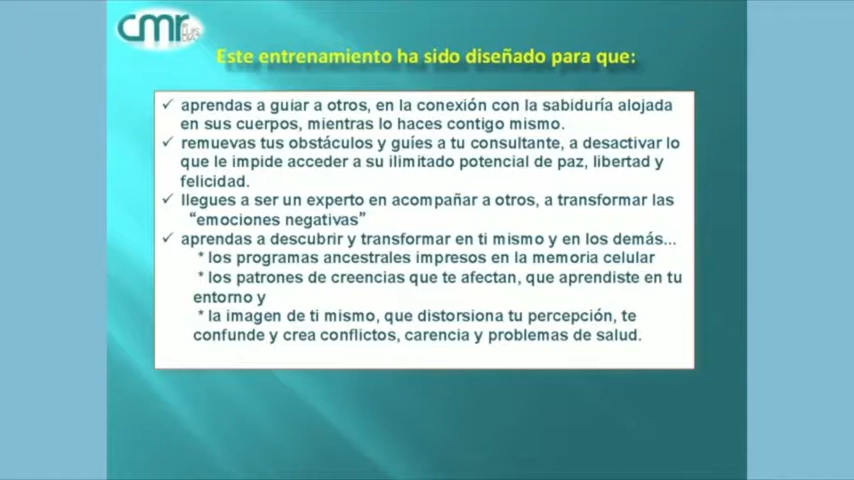 cmr
Este entrenamiento ha sido diseñado para que:
✓ aprendas a guiar a otros, en la conexión con la sabiduría alojada
en sus cuerpos, mientras lo haces contigo mismo.
✓ remuevas tus obstáculos y guíes a tu consultante, a desactivar lo
que le impide acceder a su ilimitado potencial de paz, libertad y
felicidad.
✓ llegues a ser un experto en acompañar a otros, a transformar las
“emociones negativas”
✓ aprendas a descubrir y transformar en ti mismo y en los demás...
* los programas ancestrales impresos en la memoria celular
* los patrones de creencias que te afectan, que aprendiste en tu
entorno y
* la imagen de ti mismo, que distorsiona tu percepción, te
confunde y crea conflictos, carencia y problemas de salud.